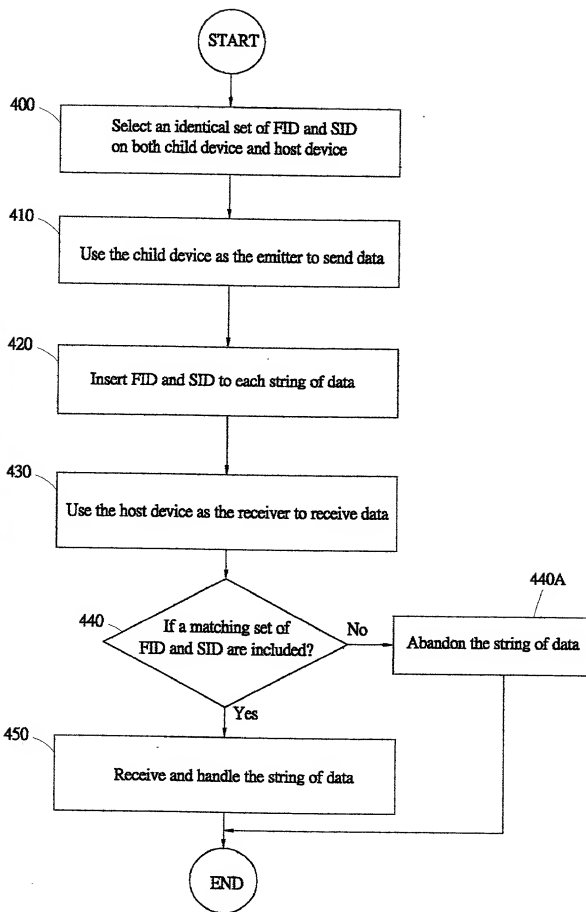 START
400
Select an identical set of FID and SID
on both child device and host device
410
Use the child device as the emitter to send data
420
Insert FID and SID to each string of data
430
Use the host device as the receiver to receive data
440
If a matching set of
FID and SID are included?
No
440A
Abandon the string of data
Yes
450
Receive and handle the string of data
END